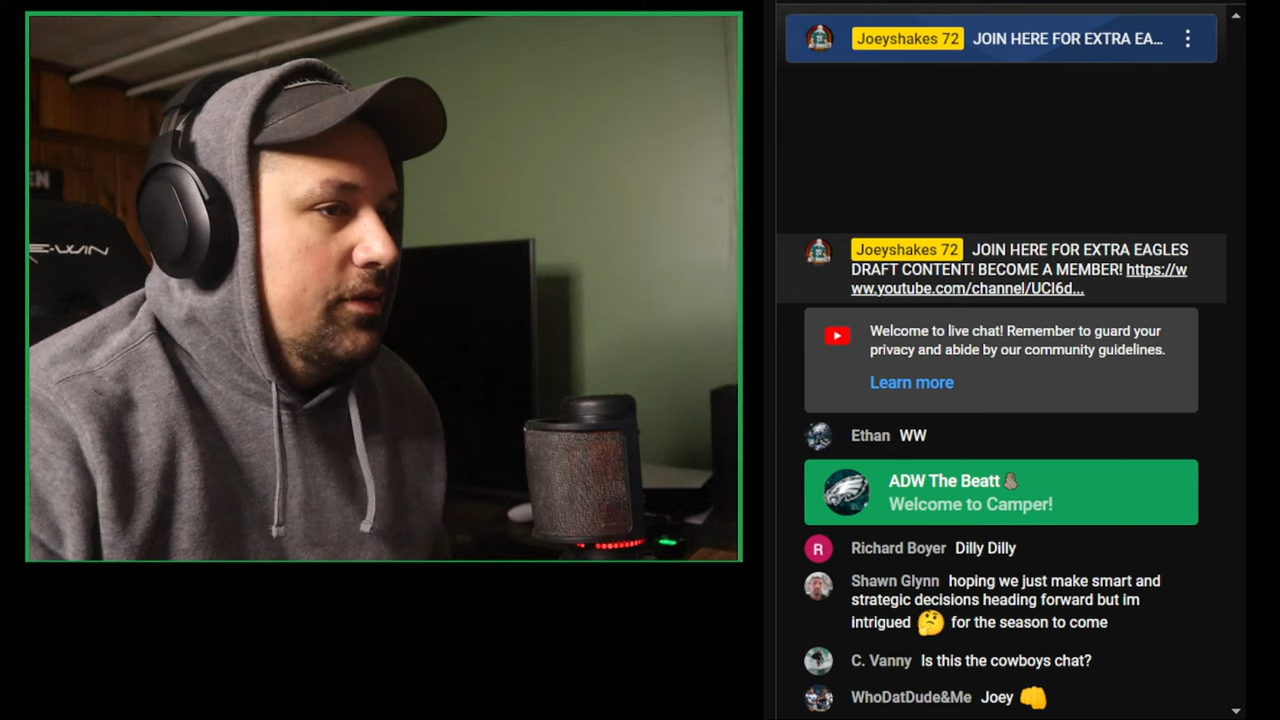 KN
E-WIN
Joeyshakes 72 JOIN HERE FOR EXTRA EA...
Joeyshakes 72 JOIN HERE FOR EXTRA EAGLES
DRAFT CONTENT! BECOME A MEMBER! https://w
ww.youtube.com/channel/UCI6d...
Welcome to live chat! Remember to guard your
privacy and abide by our community guidelines.
Learn more
Ethan WW
ADW The Beatt
Welcome to Camper!
R Richard Boyer Dilly Dilly
Shawn Glynn hoping we just make smart and
strategic decisions heading forward but im
intrigued 🤔 for the season to come
C. Vanny Is this the cowboys chat?
WhoDatDude&Me Joey 👊